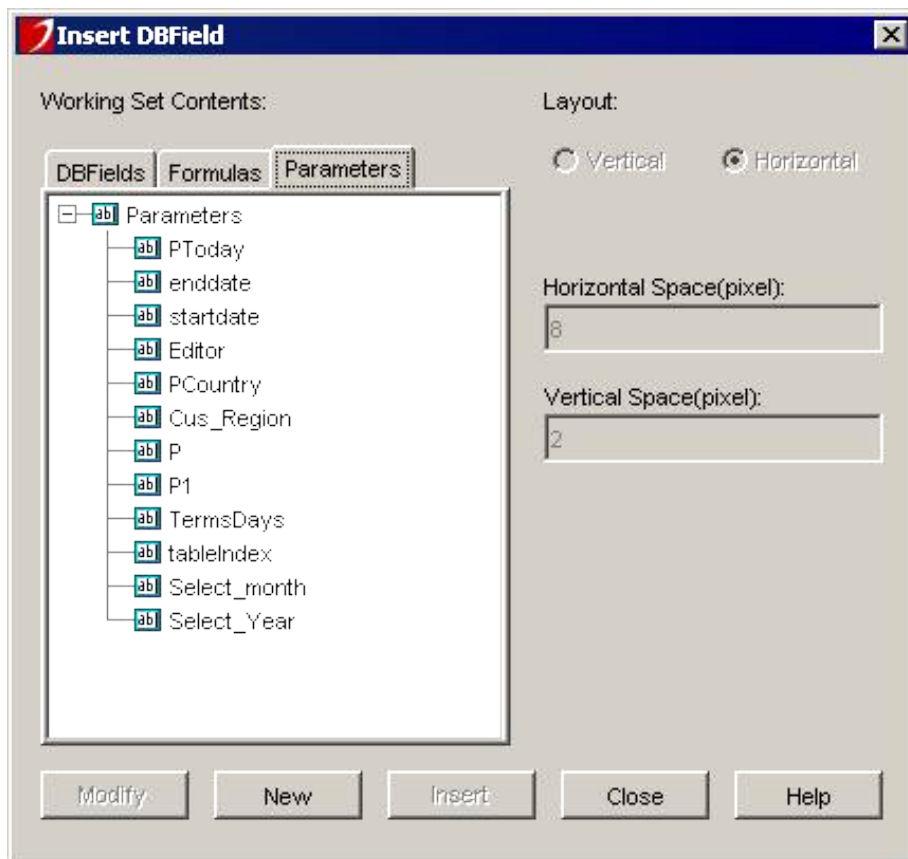 Insert DBField
Working Set Contents:
Layout:
DBFields Formulas Parameters
Vertical Horizontal
Parameters
PToday
enddate
startdate
Editor
PCountry
Cus_Region
P
P1
TermsDays
tableIndex
Select_month
Select_Year
Horizontal Space(pixel):
8
Vertical Space(pixel):
2
Modify New Insert Close Help